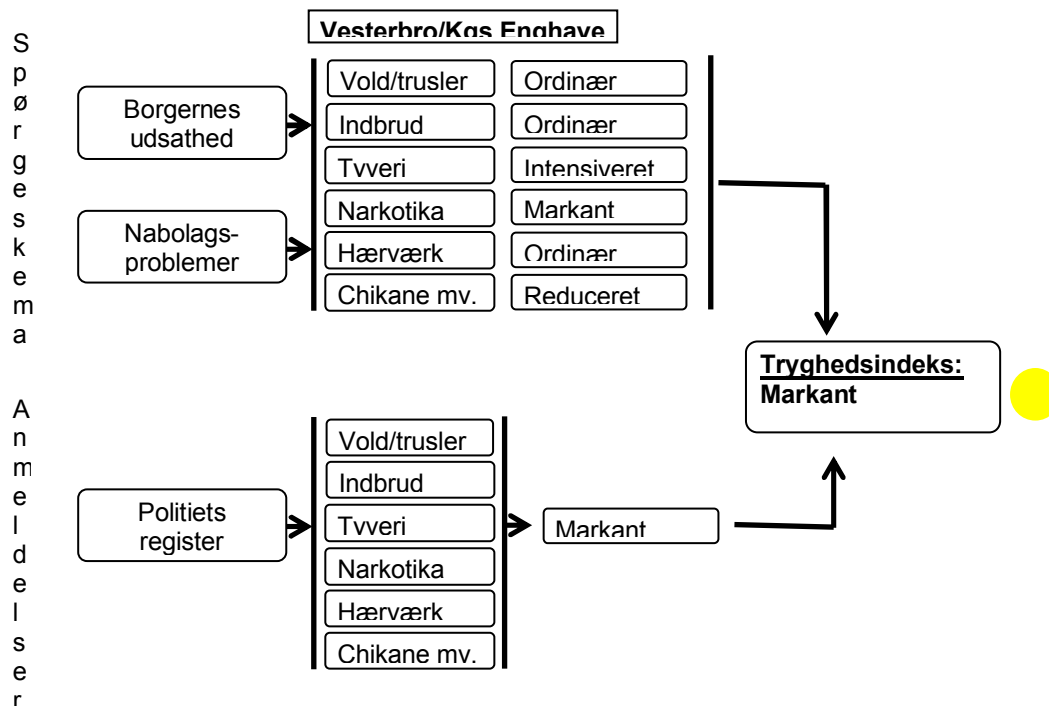 Vesterbro/Kgs Enghave
Spørgeskema
Borgernes
udsathed
Nabolags-
problemer
Vold/trusler Ordinær
Indbrud Ordinær
Tyveri Intensiveret
Narkotika Markant
Hærværk Ordinær
Chikane mv. Reduceret
Tryghedsindeks:
Markant
Anmeldelser
Politiets
register
Vold/trusler
Indbrud
Tyveri
Narkotika
Hærværk
Chikane mv.
Markant